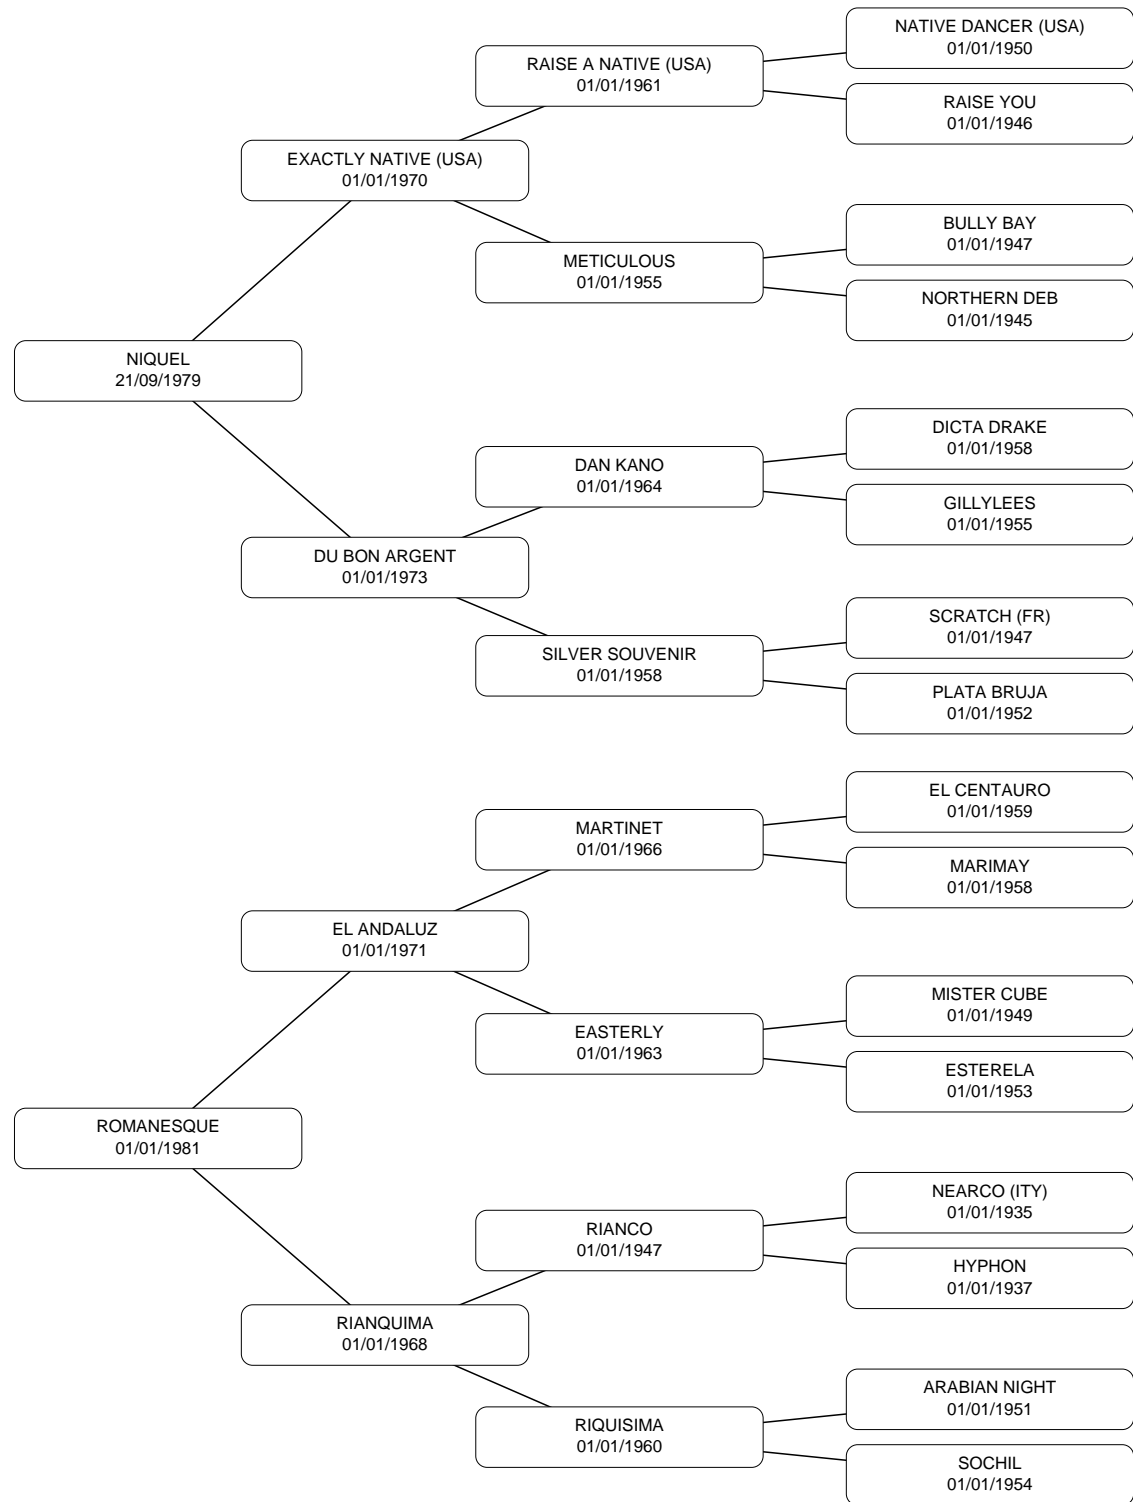 NATIVE DANCER (USA)
01/01/1950
RAISE A NATIVE (USA)
01/01/1961
RAISE YOU
01/01/1946
EXACTLY NATIVE (USA)
01/01/1970
BULLY BAY
01/01/1947
METICULOUS
01/01/1955
NORTHERN DEB
01/01/1945
NIQUEL
21/09/1979
DICTA DRAKE
01/01/1958
DAN KANO
01/01/1964
GILLYLEES
01/01/1955
DU BON ARGENT
01/01/1973
SCRATCH (FR)
01/01/1947
SILVER SOUVENIR
01/01/1958
PLATA BRUJA
01/01/1952
EL CENTAURO
01/01/1959
MARTINET
01/01/1966
MARIMAY
01/01/1958
EL ANDALUZ
01/01/1971
MISTER CUBE
01/01/1949
EASTERLY
01/01/1963
ESTERELA
01/01/1953
ROMANESQUE
01/01/1981
NEARCO (ITY)
01/01/1935
RIANCO
01/01/1947
HYPHON
01/01/1937
RIANQUIMA
01/01/1968
ARABIAN NIGHT
01/01/1951
RIQUISIMA
01/01/1960
SOCHIL
01/01/1954